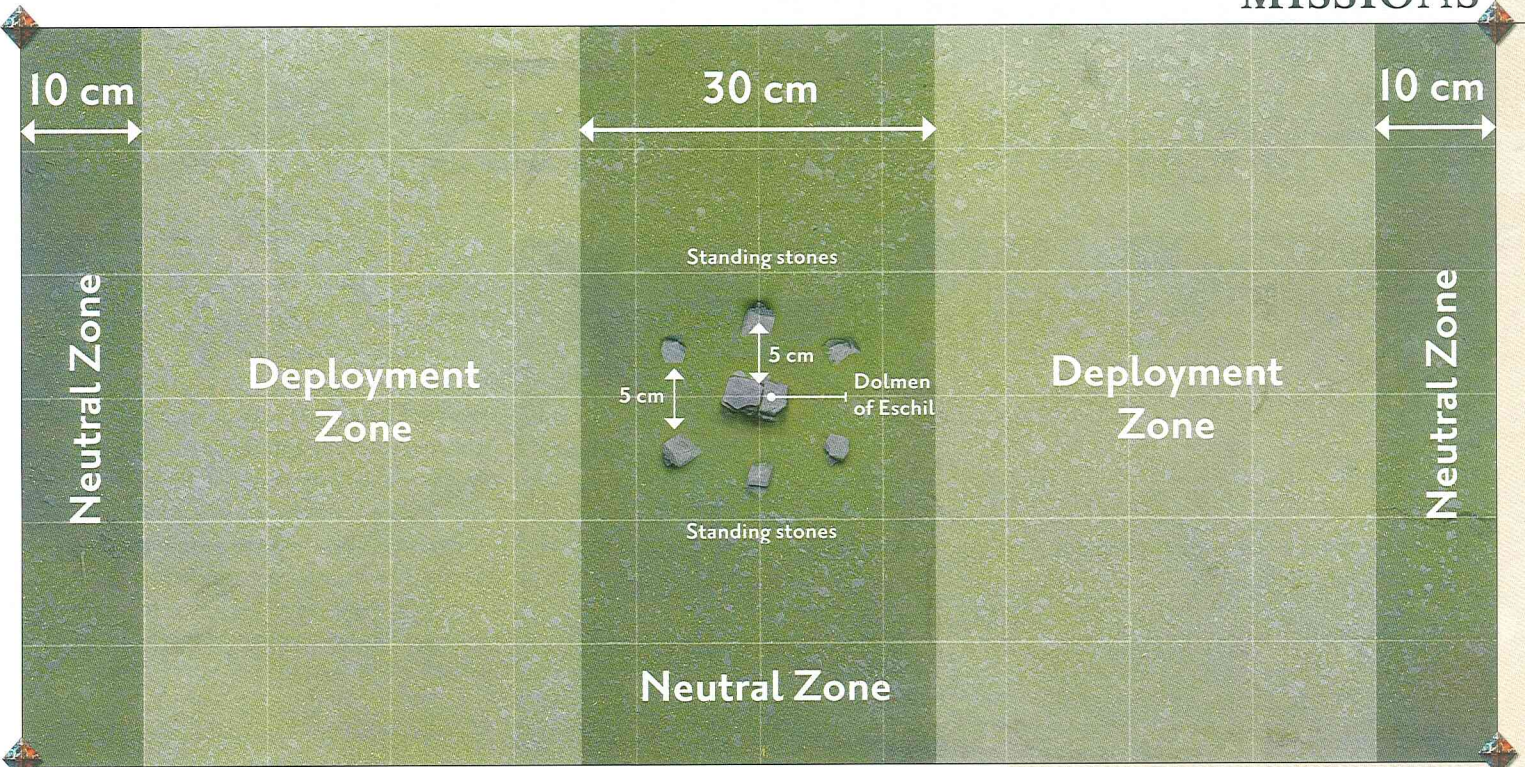 MISSIONS
10 cm
30 cm
10 cm
Standing stones
5 cm
5 cm
Dolmen
of Eschil
Neutral Zone
Deployment
Zone
Deployment
Zone
Neutral Zone
Standing stones
Neutral Zone